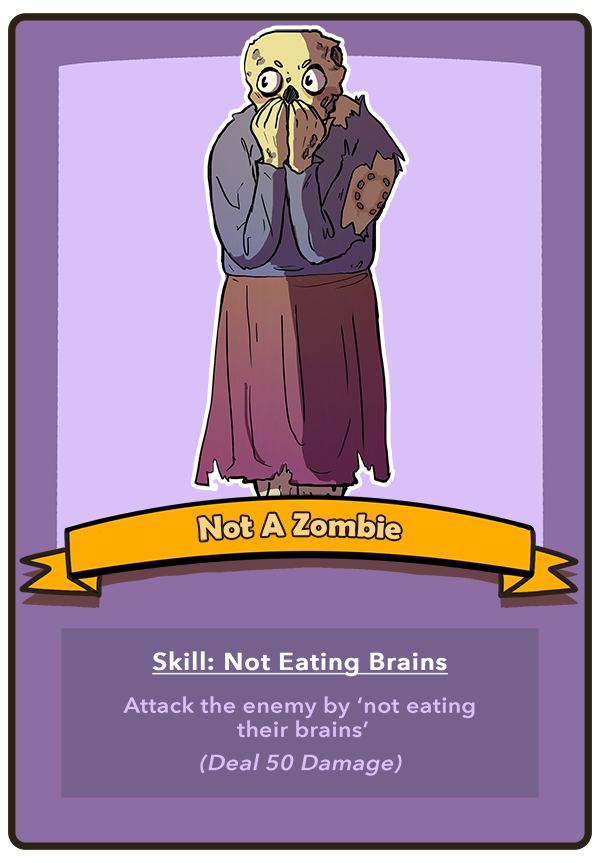 Not A Zombie
Skill: Not Eating Brains
Attack the enemy by ‘not eating
their brains’
(Deal 50 Damage)